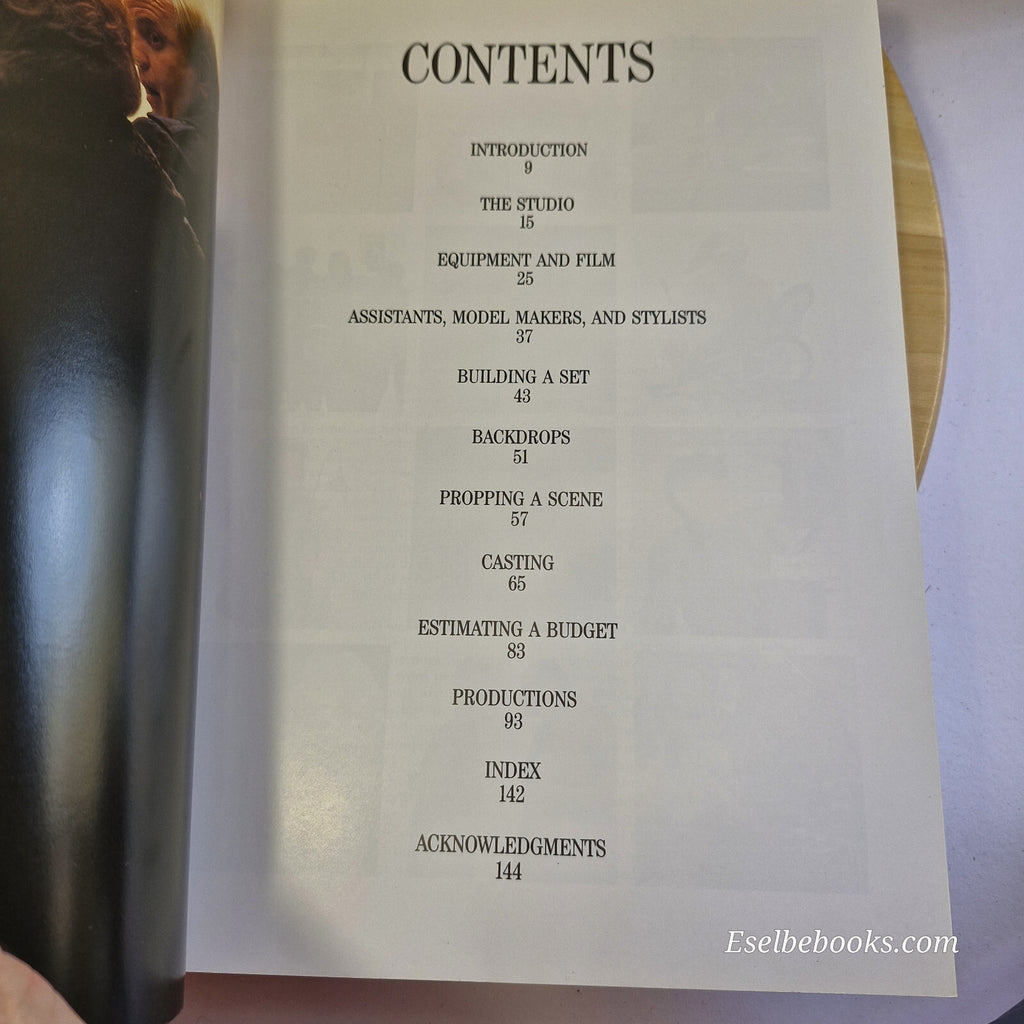 CONTENTS
INTRODUCTION
9
THE STUDIO
15
EQUIPMENT AND FILM
25
ASSISTANTS, MODEL MAKERS, AND STYLISTS
37
BUILDING A SET
43
BACKDROPS
51
PROPPING A SCENE
57
CASTING
65
ESTIMATING A BUDGET
83
PRODUCTIONS
93
INDEX
142
ACKNOWLEDGMENTS
144
Eselbebooks.com